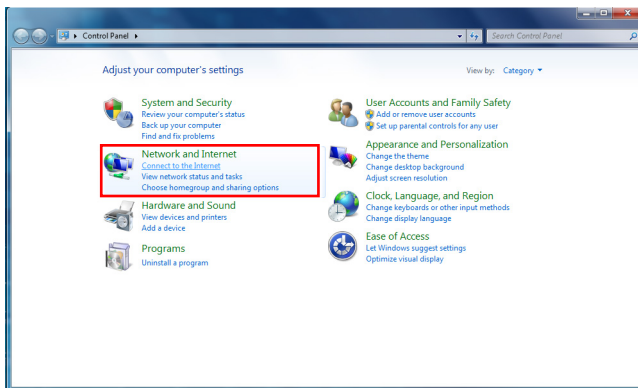 Control Panel
Search Control Panel
Adjust your computer's settings
View by: Category
System and Security
Review your computer's status
Back up your computer
Find and fix problems
Network and Internet
Connect to the Internet
View network status and tasks
Choose homegroup and sharing options
Hardware and Sound
View devices and printers
Add a device
Programs
Uninstall a program
User Accounts and Family Safety
Add or remove user accounts
Set up parental controls for any user
Appearance and Personalization
Change the theme
Change desktop background
Adjust screen resolution
Clock, Language, and Region
Change keyboards or other input methods
Change display language
Ease of Access
Let Windows suggest settings
Optimize visual display